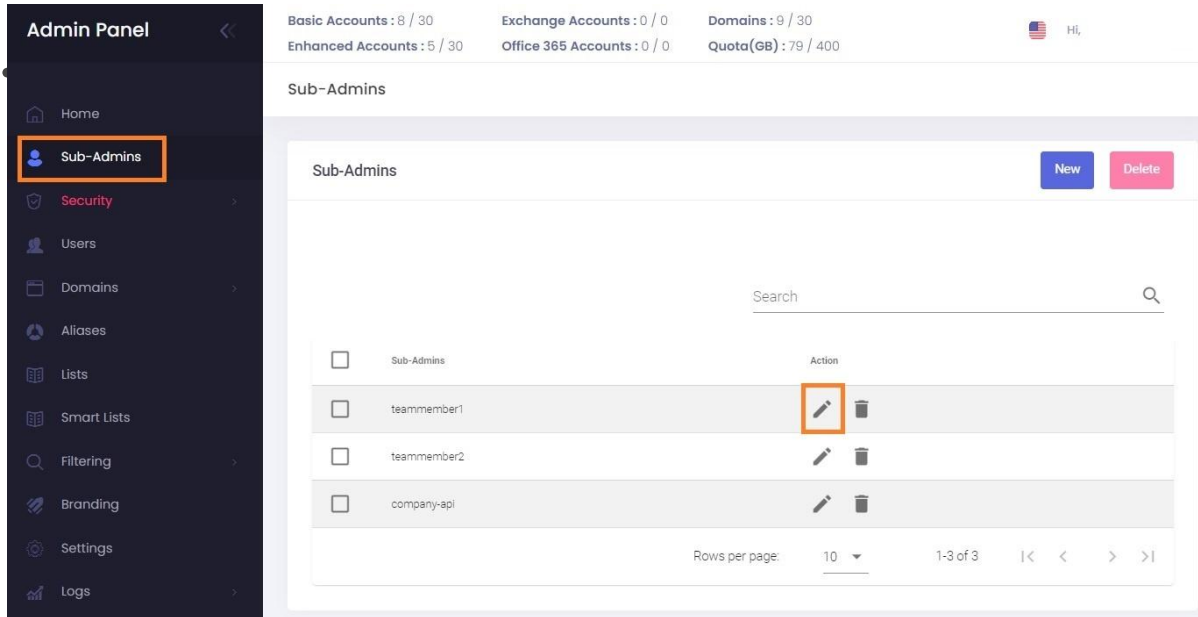 Admin Panel
Basic Accounts : 8 / 30 Exchange Accounts : 0 / 0 Domains : 9 / 30
Enhanced Accounts : 5 / 30 Office 365 Accounts : 0 / 0 Quota(GB) : 79 / 400
Hi,
Sub-Admins
Home
Sub-Admins
Security
Users
Domains
Aliases
Lists
Smart Lists
Filtering
Branding
Settings
Logs
Sub-Admins
New Delete
Search
Sub-Admins Action
teammember1
teammember2
company-api
Rows per page: 10 1-3 of 3